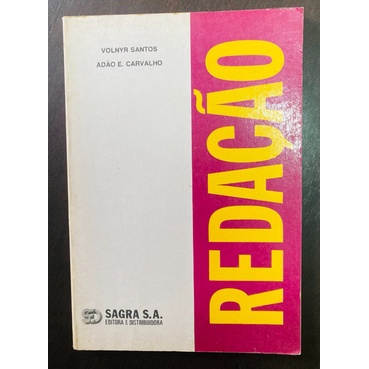 VOLNYR SANTOS
ADÃO E. CARVALHO
REDAÇÃO
SAGRA S.A.
EDITORA E DISTRIBUIDORA